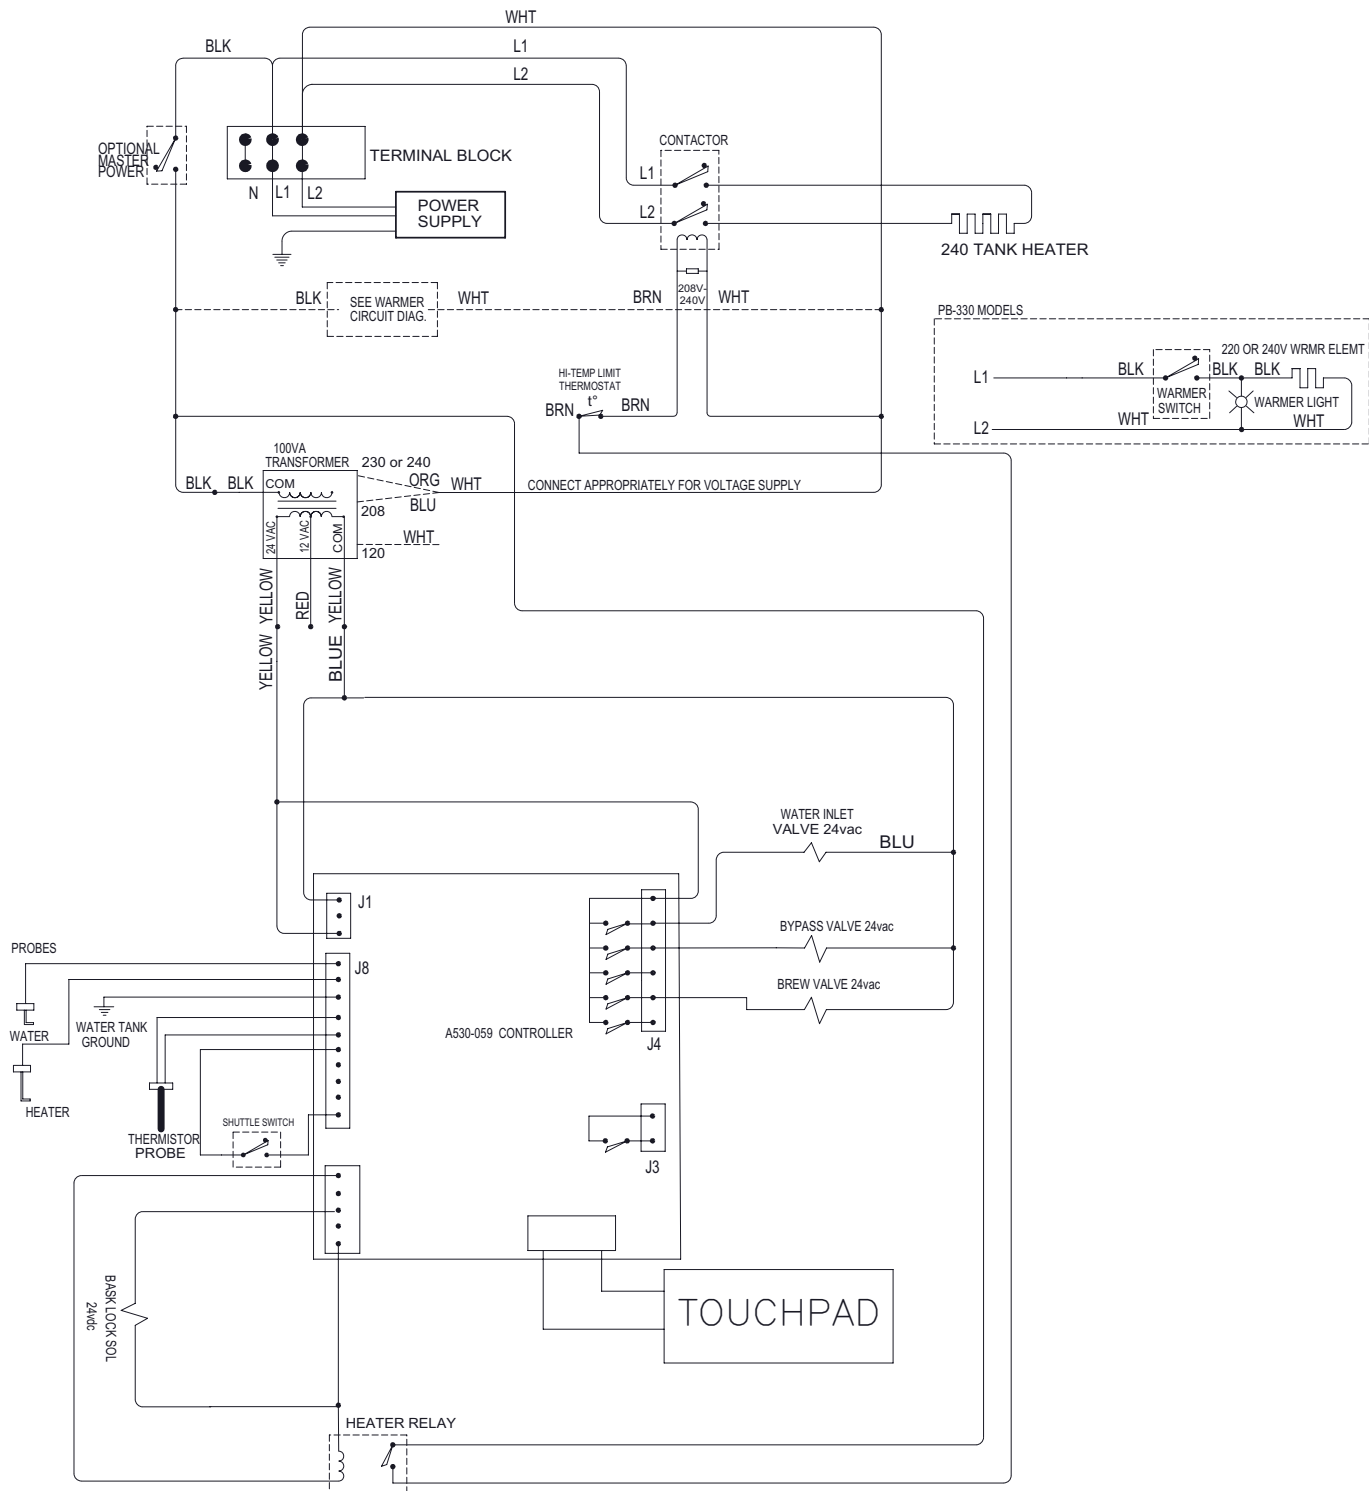 WHT
BLK
L1
L2
OPTIONAL
MASTER
POWER
TERMINAL BLOCK
N
L1
L2
POWER
SUPPLY
CONTACTOR
L1
L2
240 TANK HEATER
208V-
240V
BLK
SEE WARMER
CIRCUIT DIAG.
WHT
BRN
WHT
PB-330 MODELS
220 OR 240V WRMR ELEMT
L1
BLK
BLK
BLK
WARMER
SWITCH
WARMER LIGHT
L2
WHT
WHT
HI-TEMP LIMIT
THERMOSTAT
t°
BRN
BRN
100VA
TRANSFORMER
230 or 240
BLK
BLK
COM
ORG
BLU
WHT
CONNECT APPROPRIATELY FOR VOLTAGE SUPPLY
208
24 VAC
12 VAC
COM
WHT
120
YELLOW
RED
YELLOW
YELLOW
BLUE
WATER INLET
VALVE 24vac
BLU
J1
BYPASS VALVE 24vac
BREW VALVE 24vac
PROBES
J8
WATER
WATER TANK
GROUND
A530-059 CONTROLLER
J4
HEATER
THERMISTOR
PROBE
SHUTTLE SWITCH
J3
BASK LOCK SOL
24vdc
TOUCHPAD
HEATER RELAY